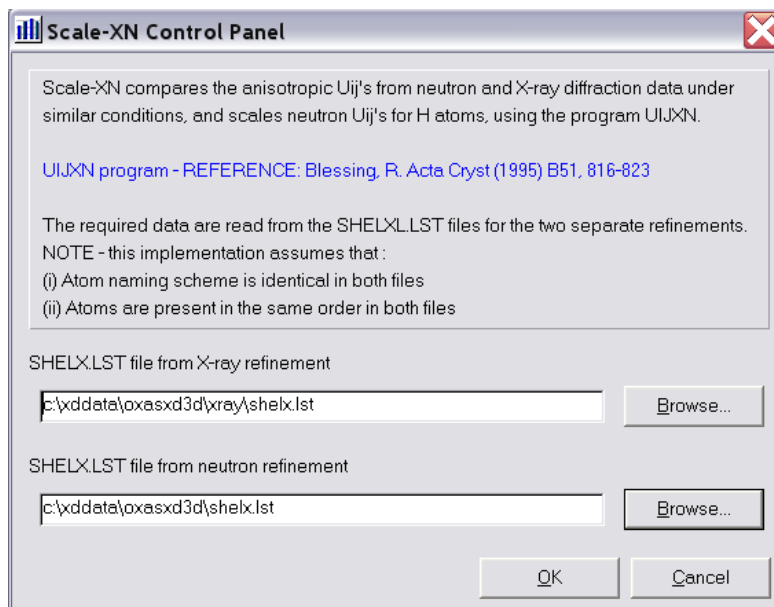 Scale-XN Control Panel
Scale-XN compares the anisotropic Uij's from neutron and X-ray diffraction data under
similar conditions, and scales neutron Uij's for H atoms, using the program UIJXN.
UIJXN program - REFERENCE: Blessing, R. Acta Cryst (1995) B51, 816-823
The required data are read from the SHELXL.LST files for the two separate refinements.
NOTE - this implementation assumes that :
(i) Atom naming scheme is identical in both files
(ii) Atoms are present in the same order in both files
SHELX.LST file from X-ray refinement
c:\xddata\oxasxd3d\xray\shelx.lst
Browse...
SHELX.LST file from neutron refinement
c:\xddata\oxasxd3d\shelx.lst
Browse...
OK
Cancel